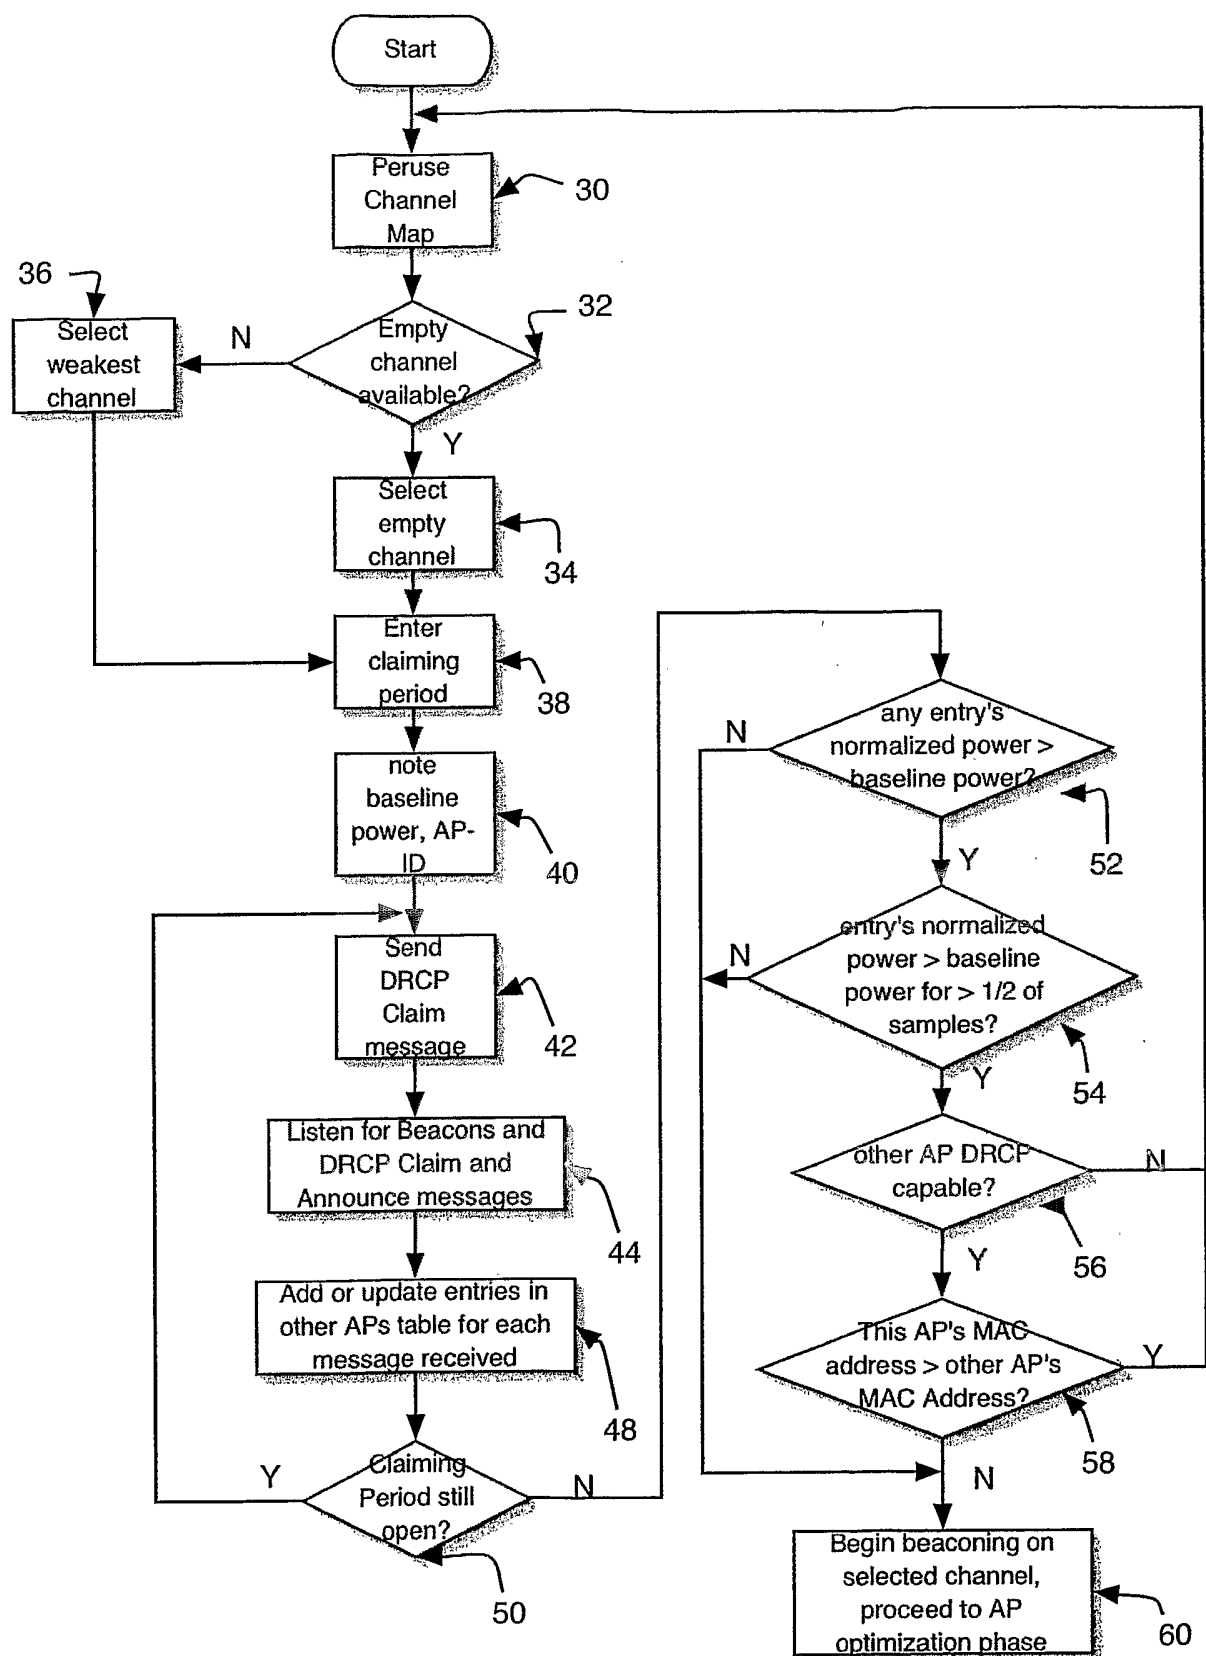 Start
Peruse
Channel
Map
30
36
32
Select
weakest
channel
N
Empty
channel
available?
Y
Select
empty
channel
34
Enter
claiming
period
38
note
baseline
power, AP-
ID
40
Send
DRCP
Claim
message
42
Listen for Beacons and
DRCP Claim and
Announce messages
44
Add or update entries in
other APs table for each
message received
48
Y
Claiming
Period still
open?
N
50
N
any entry's
normalized power >
baseline power?
52
Y
N
entry's normalized
power > baseline
power for > 1/2 of
samples?
54
Y
other AP DRCP
capable?
N
56
Y
This AP's MAC
address > other AP's
MAC Address?
Y
58
N
Begin beaconing on
selected channel,
proceed to AP
optimization phase
60